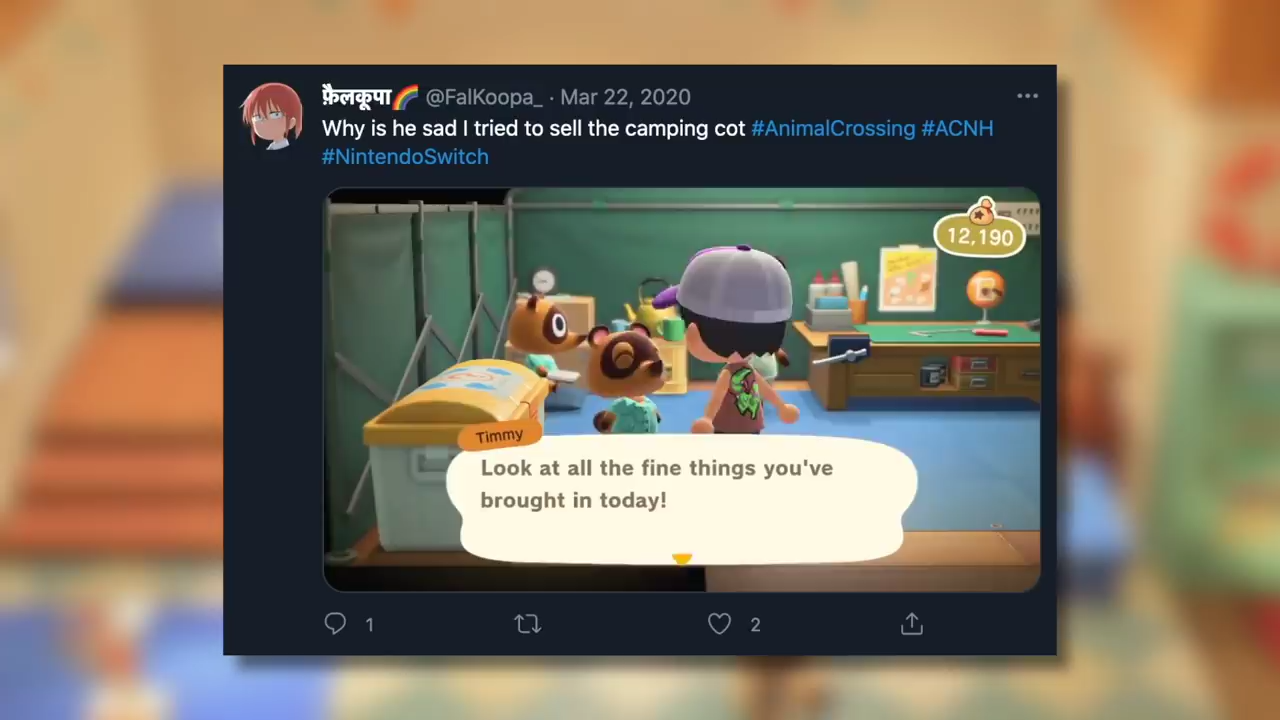 फ़ैलकूपा🌈 @FalKoopa_ · Mar 22, 2020
Why is he sad I tried to sell the camping cot #AnimalCrossing #ACNH
#NintendoSwitch
12,190
Timmy
Look at all the fine things you've
brought in today!
1
2